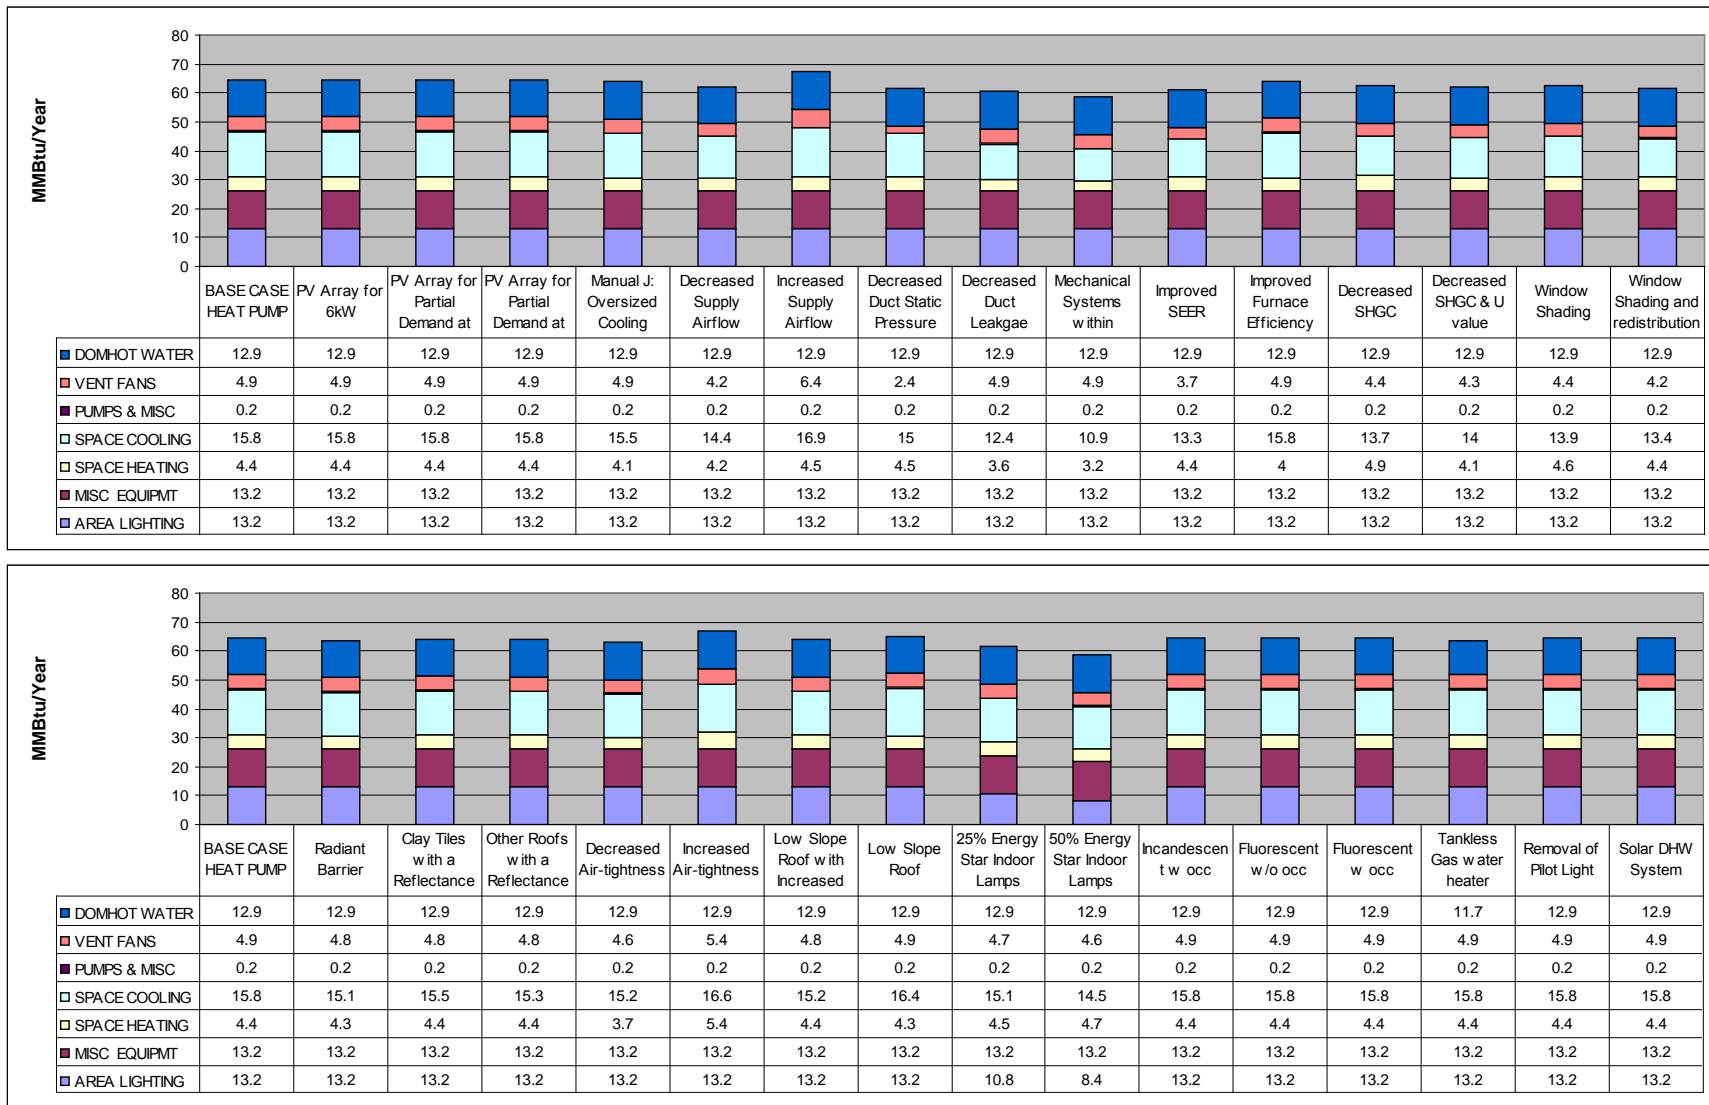 MMBtu/Year
80
70
60
50
40
30
20
10
0
BASE CASE HEAT PUMP
PV Array for 6kW
PV Array for Partial Demand at
PV Array for Partial Demand at
Manual J: Oversized Cooling
Decreased Supply Airflow
Increased Supply Airflow
Decreased Duct Static Pressure
Decreased Duct Leakgae
Mechanical Systems within
Improved SEER
Improved Furnace Efficiency
Decreased SHGC
Decreased SHGC & U value
Window Shading
Window Shading and redistribution
DOMHOT WATER 12.9 12.9 12.9 12.9 12.9 12.9 12.9 12.9 12.9 12.9 12.9 12.9 12.9 12.9 12.9 12.9
VENT FANS 4.9 4.9 4.9 4.9 4.9 4.2 6.4 2.4 4.9 4.9 3.7 4.9 4.4 4.3 4.4 4.2
PUMPS & MISC 0.2 0.2 0.2 0.2 0.2 0.2 0.2 0.2 0.2 0.2 0.2 0.2 0.2 0.2 0.2 0.2
SPACE COOLING 15.8 15.8 15.8 15.8 15.5 14.4 16.9 15 12.4 10.9 13.3 15.8 13.7 14 13.9 13.4
SPACE HEATING 4.4 4.4 4.4 4.4 4.1 4.2 4.5 4.5 3.6 3.2 4.4 4 4.9 4.1 4.6 4.4
MISC EQUIPMT 13.2 13.2 13.2 13.2 13.2 13.2 13.2 13.2 13.2 13.2 13.2 13.2 13.2 13.2 13.2 13.2
AREA LIGHTING 13.2 13.2 13.2 13.2 13.2 13.2 13.2 13.2 13.2 13.2 13.2 13.2 13.2 13.2 13.2 13.2
MMBtu/Year
80
70
60
50
40
30
20
10
0
BASE CASE HEAT PUMP
Radiant Barrier
Clay Tiles with a Reflectance
Other Roofs with a Reflectance
Decreased Air-tightness
Increased Air-tightness
Low Slope Roof with Increased
Low Slope Roof
25% Energy Star Indoor Lamps
50% Energy Star Indoor Lamps
Incandescen t w occ
Fluorescent w/o occ
Fluorescent w occ
Tankless Gas water heater
Removal of Pilot Light
Solar DHW System
DOMHOT WATER 12.9 12.9 12.9 12.9 12.9 12.9 12.9 12.9 12.9 12.9 12.9 12.9 12.9 11.7 12.9 12.9
VENT FANS 4.9 4.8 4.8 4.8 4.6 5.4 4.8 4.9 4.7 4.6 4.9 4.9 4.9 4.9 4.9 4.9
PUMPS & MISC 0.2 0.2 0.2 0.2 0.2 0.2 0.2 0.2 0.2 0.2 0.2 0.2 0.2 0.2 0.2 0.2
SPACE COOLING 15.8 15.1 15.5 15.3 15.2 16.6 15.2 16.4 15.1 14.5 15.8 15.8 15.8 15.8 15.8 15.8
SPACE HEATING 4.4 4.3 4.4 4.4 3.7 5.4 4.4 4.3 4.5 4.7 4.4 4.4 4.4 4.4 4.4 4.4
MISC EQUIPMT 13.2 13.2 13.2 13.2 13.2 13.2 13.2 13.2 13.2 13.2 13.2 13.2 13.2 13.2 13.2 13.2
AREA LIGHTING 13.2 13.2 13.2 13.2 13.2 13.2 13.2 13.2 10.8 8.4 13.2 13.2 13.2 13.2 13.2 13.2